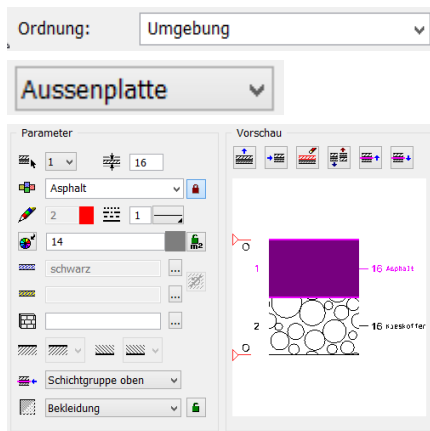 Ordnung: Umgebung
Aussenplatte
Parameter
Vorschau
1 16
Asphalt
2 1
14 m2
schwarz ...
...
...
Schichtgruppe oben
Bekleidung
0
1 16 Asphalt
2 16 Kieskoffer
0